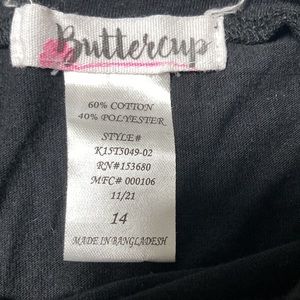 Buttercup
60% COTTON
40% POLYESTER
STYLE#
K15T5049-02
RN#153680
MFC# 000106
11/21
14
MADE IN BANGLADESH